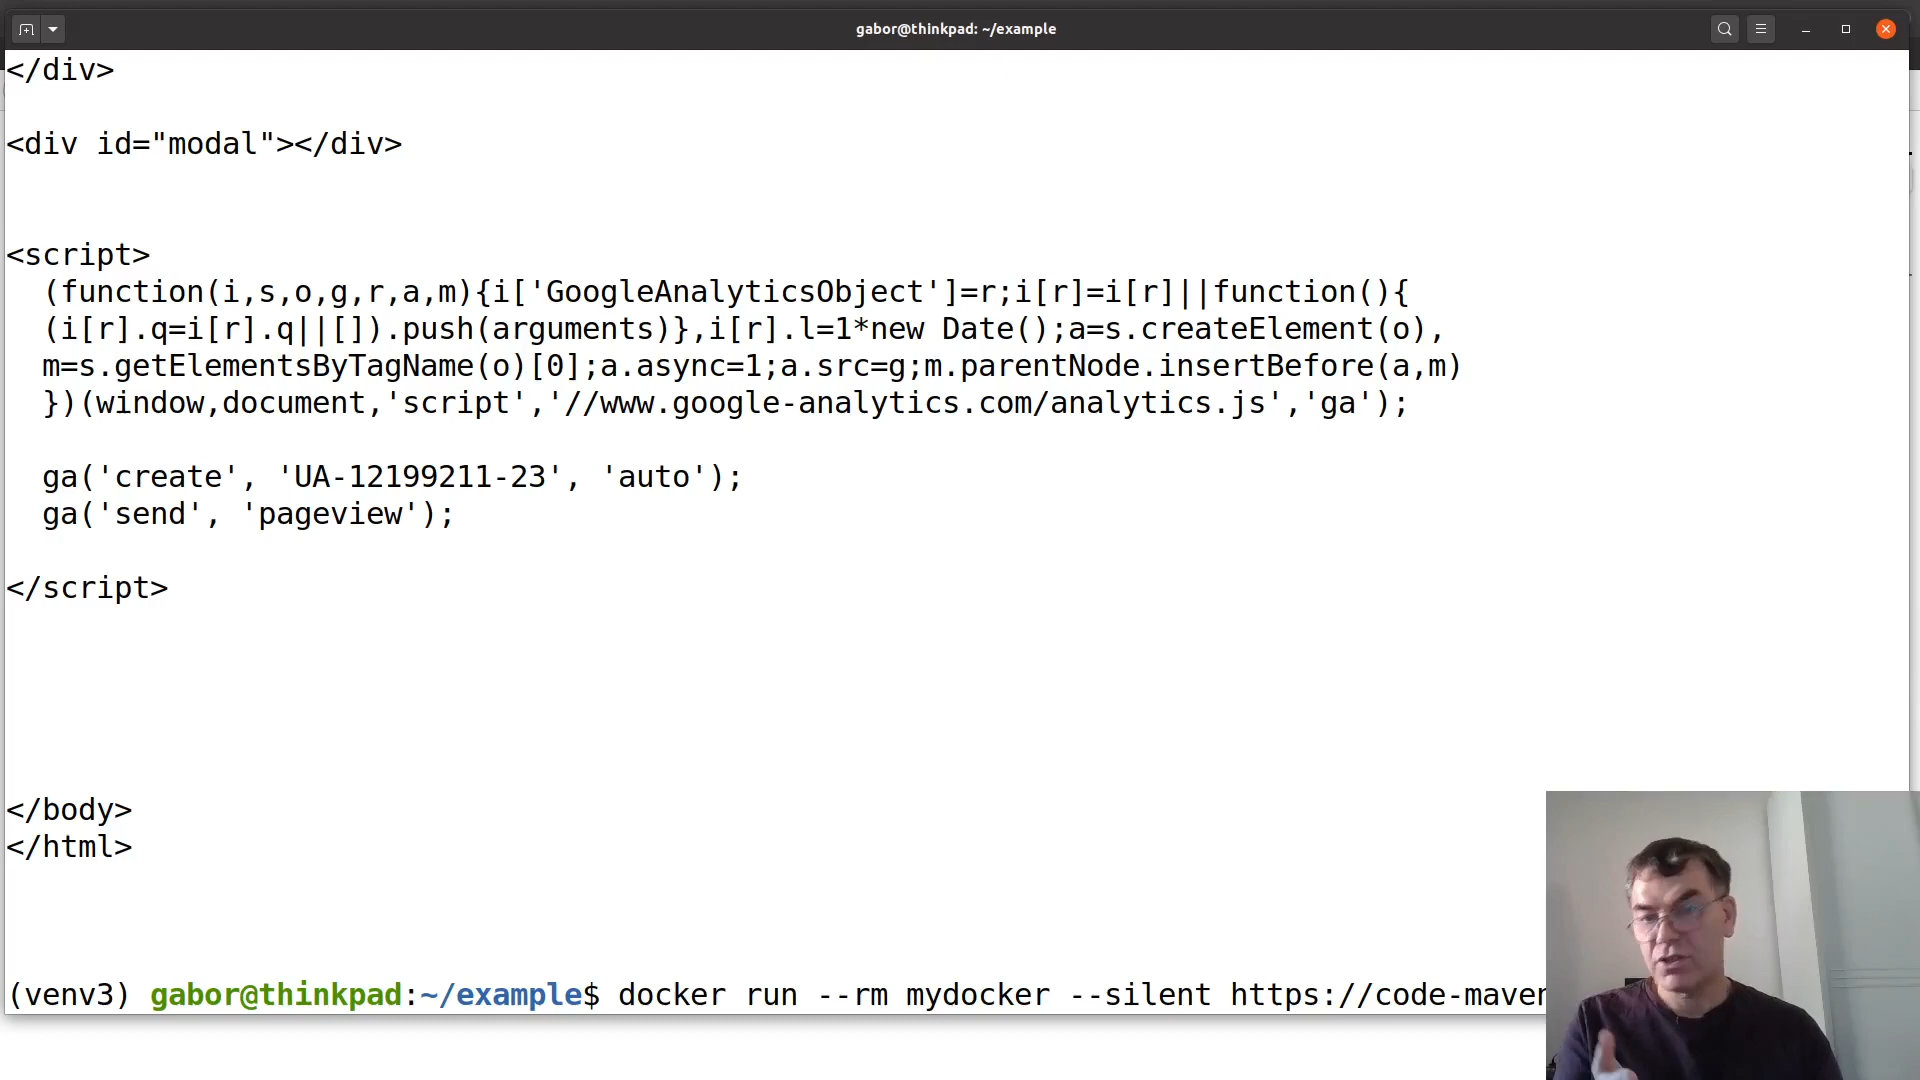 gabor@thinkpad: ~/example
</div>
<div id="modal"></div>
<script>
(function(i,s,o,g,r,a,m){i['GoogleAnalyticsObject']=r;i[r]=i[r]||function(){
(i[r].q=i[r].q||[]).push(arguments)},i[r].l=1*new Date();a=s.createElement(o),
m=s.getElementsByTagName(o)[0];a.async=1;a.src=g;m.parentNode.insertBefore(a,m)
})(window,document,'script','//www.google-analytics.com/analytics.js','ga');
ga('create', 'UA-12199211-23', 'auto');
ga('send', 'pageview');
</script>
</body>
</html>
(venv3) gabor@thinkpad:~/example$ docker run --rm mydocker --silent https://code-maven